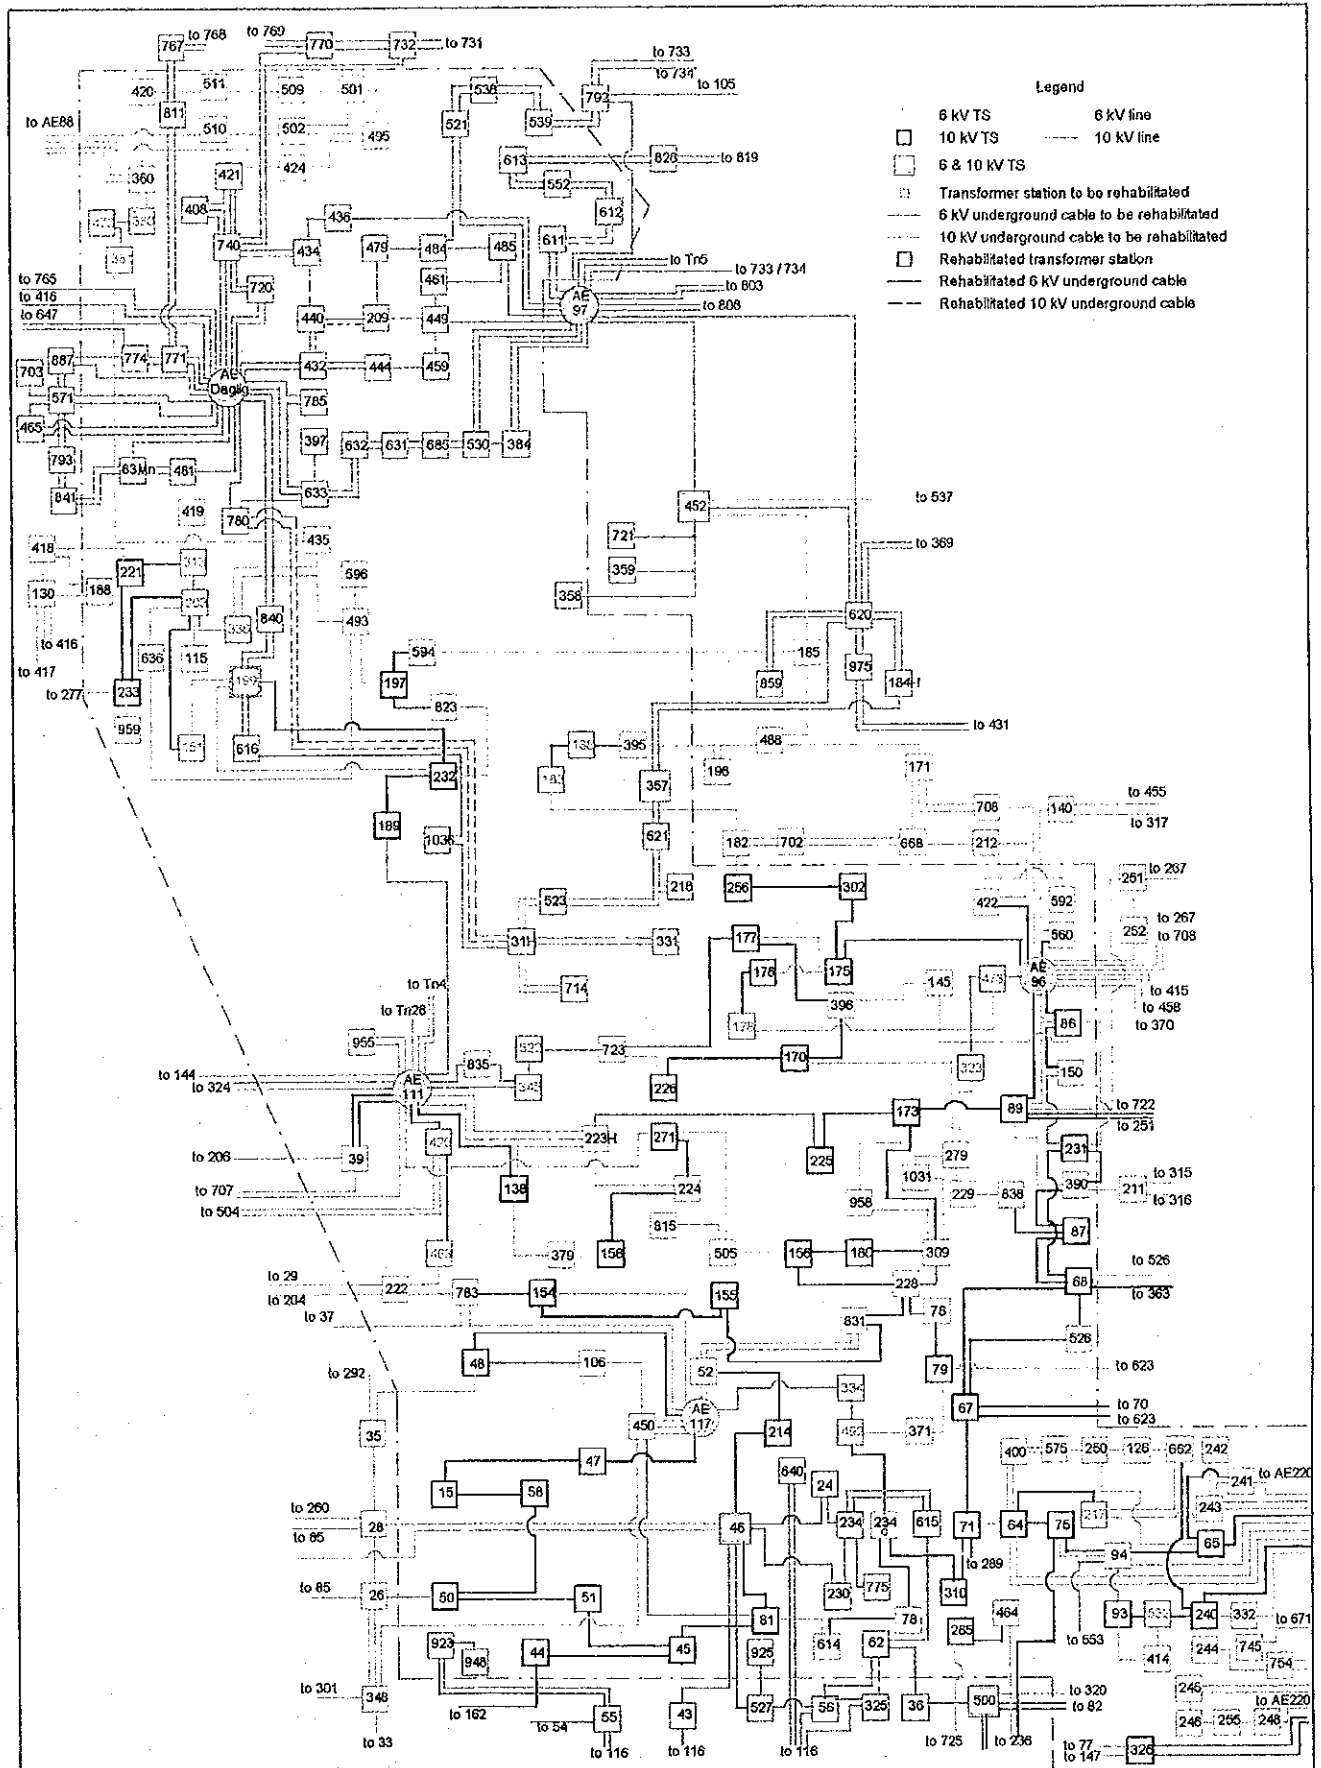 to 768
to 769
767
770
732
to 731
to 733
to 734
to 105
792
420
511
509
501
538
811
521
539
to AE88
510
502
495
424
613
826
to 819
360
421
552
408
436
612
740
434
479
484
485
611
to Tn5
to 733 / 734
to 803
to 808
AE
97
to 765
to 416
to 647
720
461
440
209
449
887
774
771
703
AE
Daglig
432
444
459
571
785
465
397
632
631
685
530
384
793
63Mn
481
841
633
419
780
452
to 537
418
435
721
to 369
221
359
596
130
188
358
840
493
620
to 416
636
115
594
185
975
to 417
to 277
233
199
197
859
184
959
823
151
616
to 431
232
395
488
196
171
357
189
1036
621
708
140
to 455
to 317
182
702
668
212
256
302
218
251
to 267
523
422
592
177
252
to 267
to 708
311
331
560
176
175
AE
96
714
145
to 415
to 458
to 370
to Tn4
to Tn28
396
178
86
955
835
723
170
to 144
to 324
AE
111
226
150
173
89
to 722
to 251
223H
271
225
279
231
to 206
39
1031
to 707
138
224
390
to 315
211
to 316
to 504
229
838
958
815
87
379
158
505
156
180
309
to 29
222
228
68
to 526
to 363
to 204
783
154
155
to 37
831
78
526
48
106
52
79
to 623
to 292
334
67
to 70
to 623
AE
117
450
214
371
35
47
400
575
250
126
662
242
640
24
15
58
241
to AE220
243
to 260
28
46
234
234
615
71
64
75
217
65
to 85
94
to 289
to 85
26
50
51
81
230
775
310
78
93
240
332
to 671
464
265
to 553
614
62
244
745
414
754
923
948
44
45
925
245
to 301
348
527
56
325
36
500
to 320
to 82
to AE220
246
255
248
to 162
to 54
55
43
to 33
to 116
to 116
to 116
to 725
to 236
to 77
to 147
326
Legend
6 kV TS
6 kV line
10 kV TS
10 kV line
6 & 10 kV TS
Transformer station to be rehabilitated
6 kV underground cable to be rehabilitated
10 kV underground cable to be rehabilitated
Rehabilitated transformer station
Rehabilitated 6 kV underground cable
Rehabilitated 10 kV underground cable